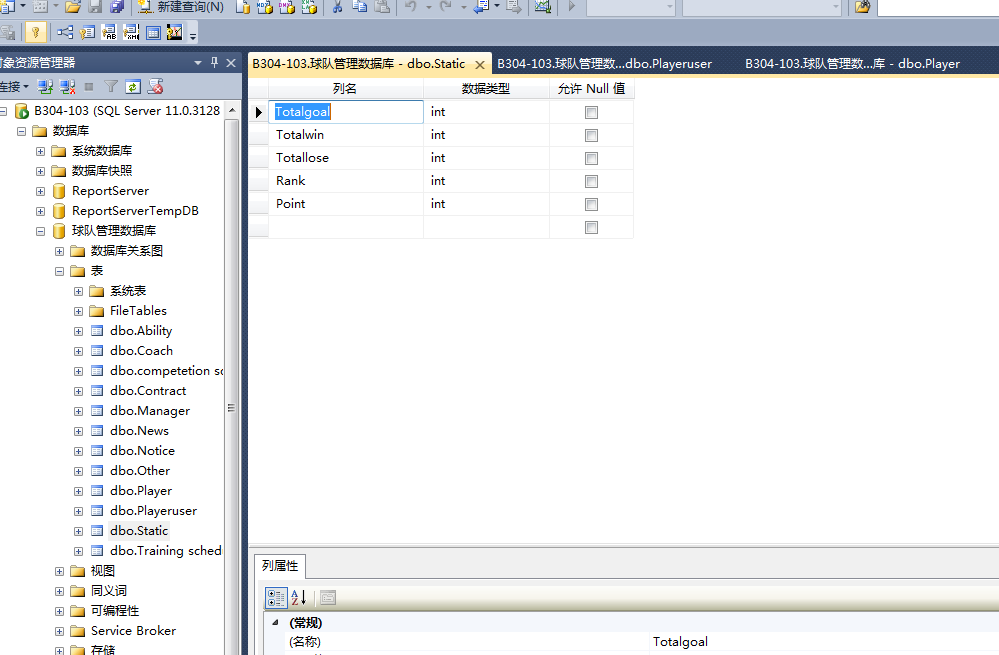 新建查询(N)
象资源管理器
连接
B304-103 (SQL Server 11.0.3128
数据库
系统数据库
数据库快照
ReportServer
ReportServerTempDB
球队管理数据库
数据库关系图
表
系统表
FileTables
dbo.Ability
dbo.Coach
dbo.competetion sc
dbo.Contract
dbo.Manager
dbo.News
dbo.Notice
dbo.Other
dbo.Player
dbo.Playeruser
dbo.Static
dbo.Training sched
视图
同义词
可编程性
Service Broker
存储
B304-103.球队管理数据库 - dbo.Static
B304-103.球队管理数...dbo.Playeruser
B304-103.球队管理数...库 - dbo.Player
列名 数据类型 允许 Null 值
Totalgoal int
Totalwin int
Totallose int
Rank int
Point int
列属性
(常规)
(名称) Totalgoal